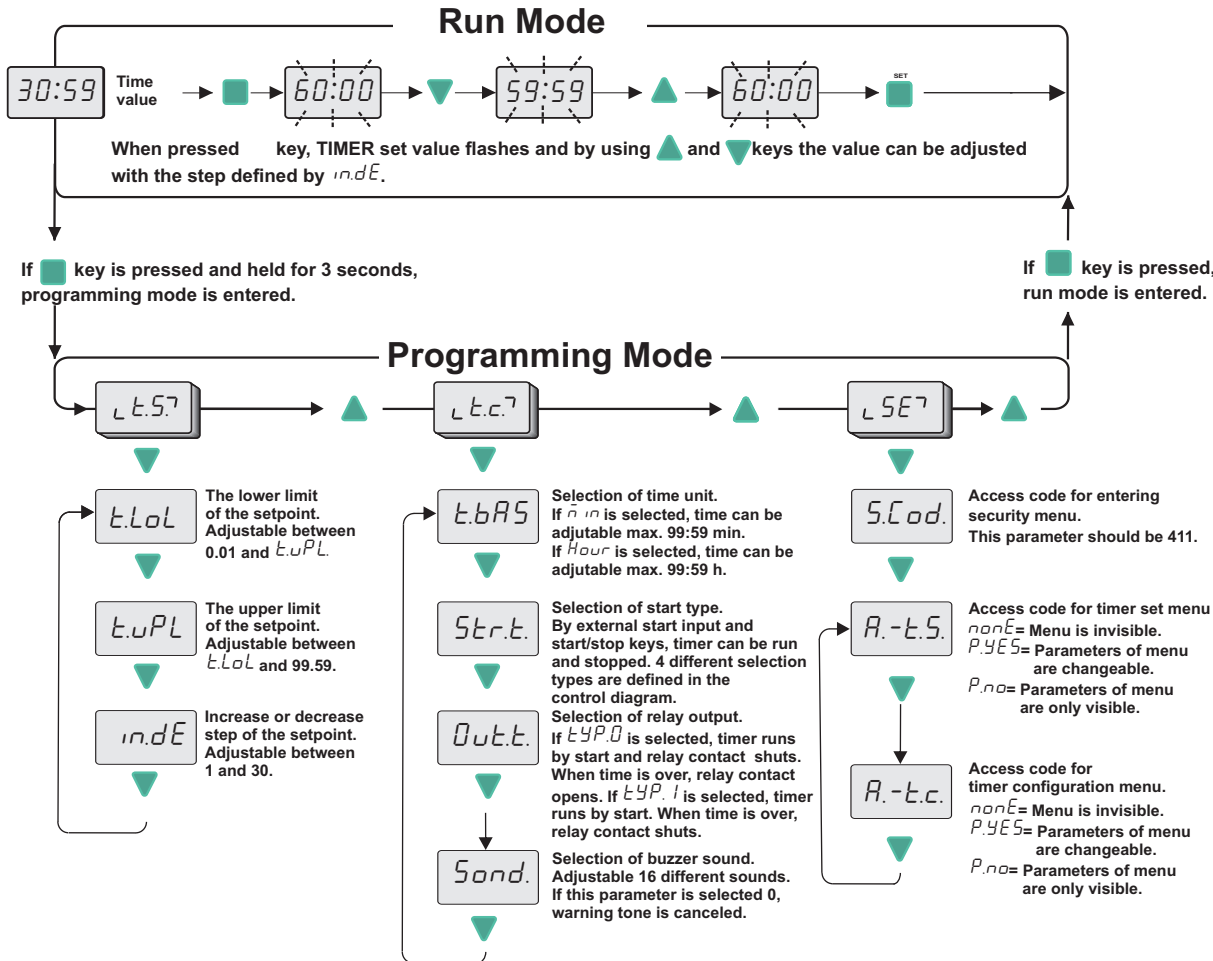 Run Mode
30:59
Time
value
60:00
59:59
60:00
SET
When pressed key, TIMER set value flashes and by using and keys the value can be adjusted
with the step defined by in.dE.
If key is pressed and held for 3 seconds,
programming mode is entered.
If key is pressed,
run mode is entered.
Programming Mode
t.S.
t.c.
SE
t.LoL
The lower limit
of the setpoint.
Adjustable between
0.01 and t.uPL.
t.uPL
The upper limit
of the setpoint.
Adjustable between
t.LoL and 99.59.
in.dE
Increase or decrease
step of the setpoint.
Adjustable between
1 and 30.
t.bAS
Selection of time unit.
If min is selected, time can be
adjutable max. 99:59 min.
If Hour is selected, time can be
adjutable max. 99:59 h.
Str.t.
Selection of start type.
By external start input and
start/stop keys, timer can be run
and stopped. 4 different selection
types are defined in the
control diagram.
Out.t.
Selection of relay output.
If tYP.0 is selected, timer runs
by start and relay contact shuts.
When time is over, relay contact
opens. If tYP.1 is selected, timer
runs by start. When time is over,
relay contact shuts.
Sond.
Selection of buzzer sound.
Adjustable 16 different sounds.
If this parameter is selected 0,
warning tone is canceled.
S.Cod.
Access code for entering
security menu.
This parameter should be 411.
A.-t.S.
Access code for timer set menu
nonE= Menu is invisible.
P.YES= Parameters of menu
are changeable.
P.no= Parameters of menu
are only visible.
A.-t.c.
Access code for
timer configuration menu.
nonE= Menu is invisible.
P.YES= Parameters of menu
are changeable.
P.no= Parameters of menu
are only visible.